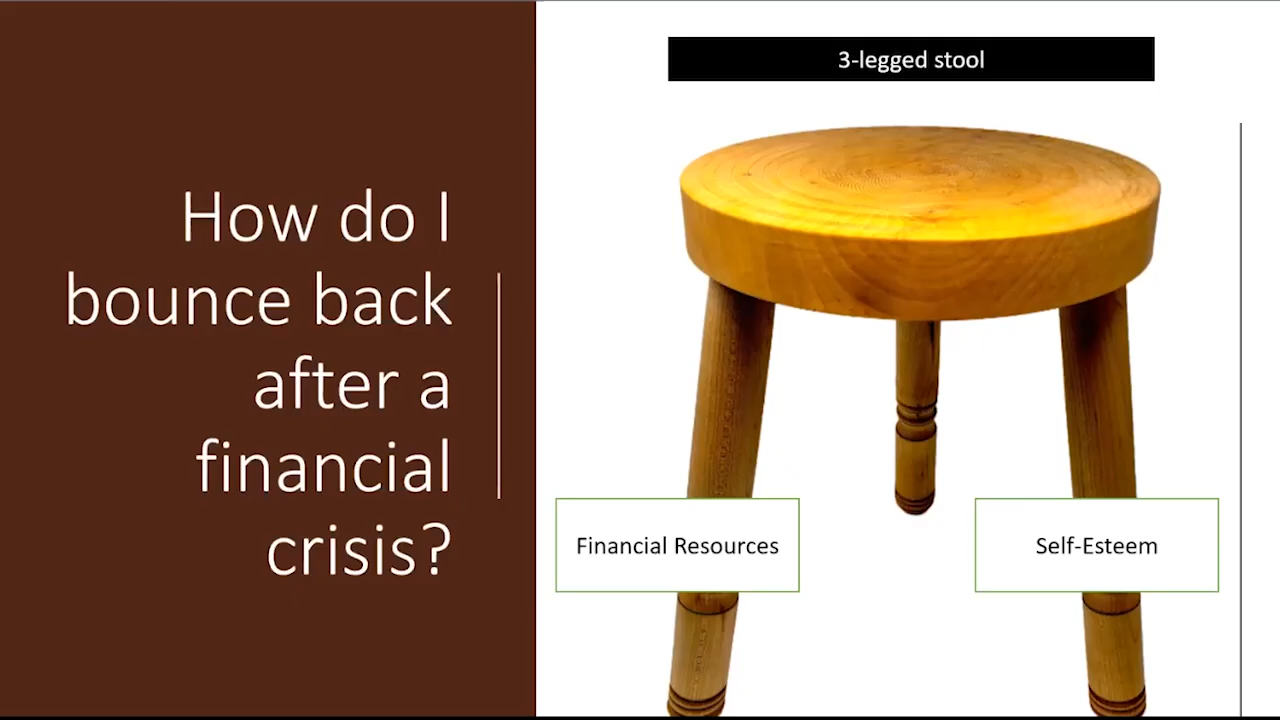 How do I
bounce back
after a
financial
crisis?
3-legged stool
Financial Resources
Self-Esteem